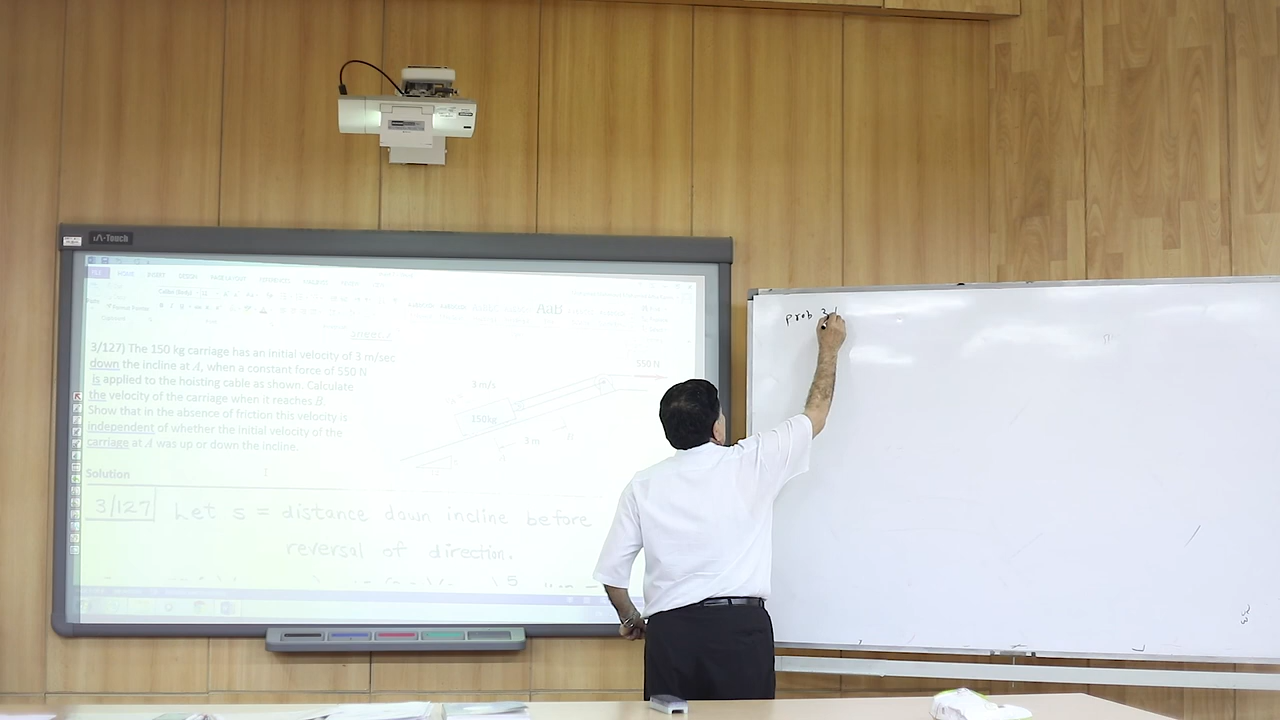 iA-Teach
AaB
3/127) The 150 kg carriage has an initial velocity of 3 m/sec
down the incline at A, when a constant force of 550 N
is applied to the hoisting cable as shown. Calculate
the velocity of the carriage when it reaches B.
Show that in the absence of friction this velocity is
independent of whether the initial velocity of the
carriage at A was up or down the incline.
550 N
3 m/s
150kg
3 m
B
A
Solution
3/127 Let s = distance down incline before
reversal of direction.
Prob 3/